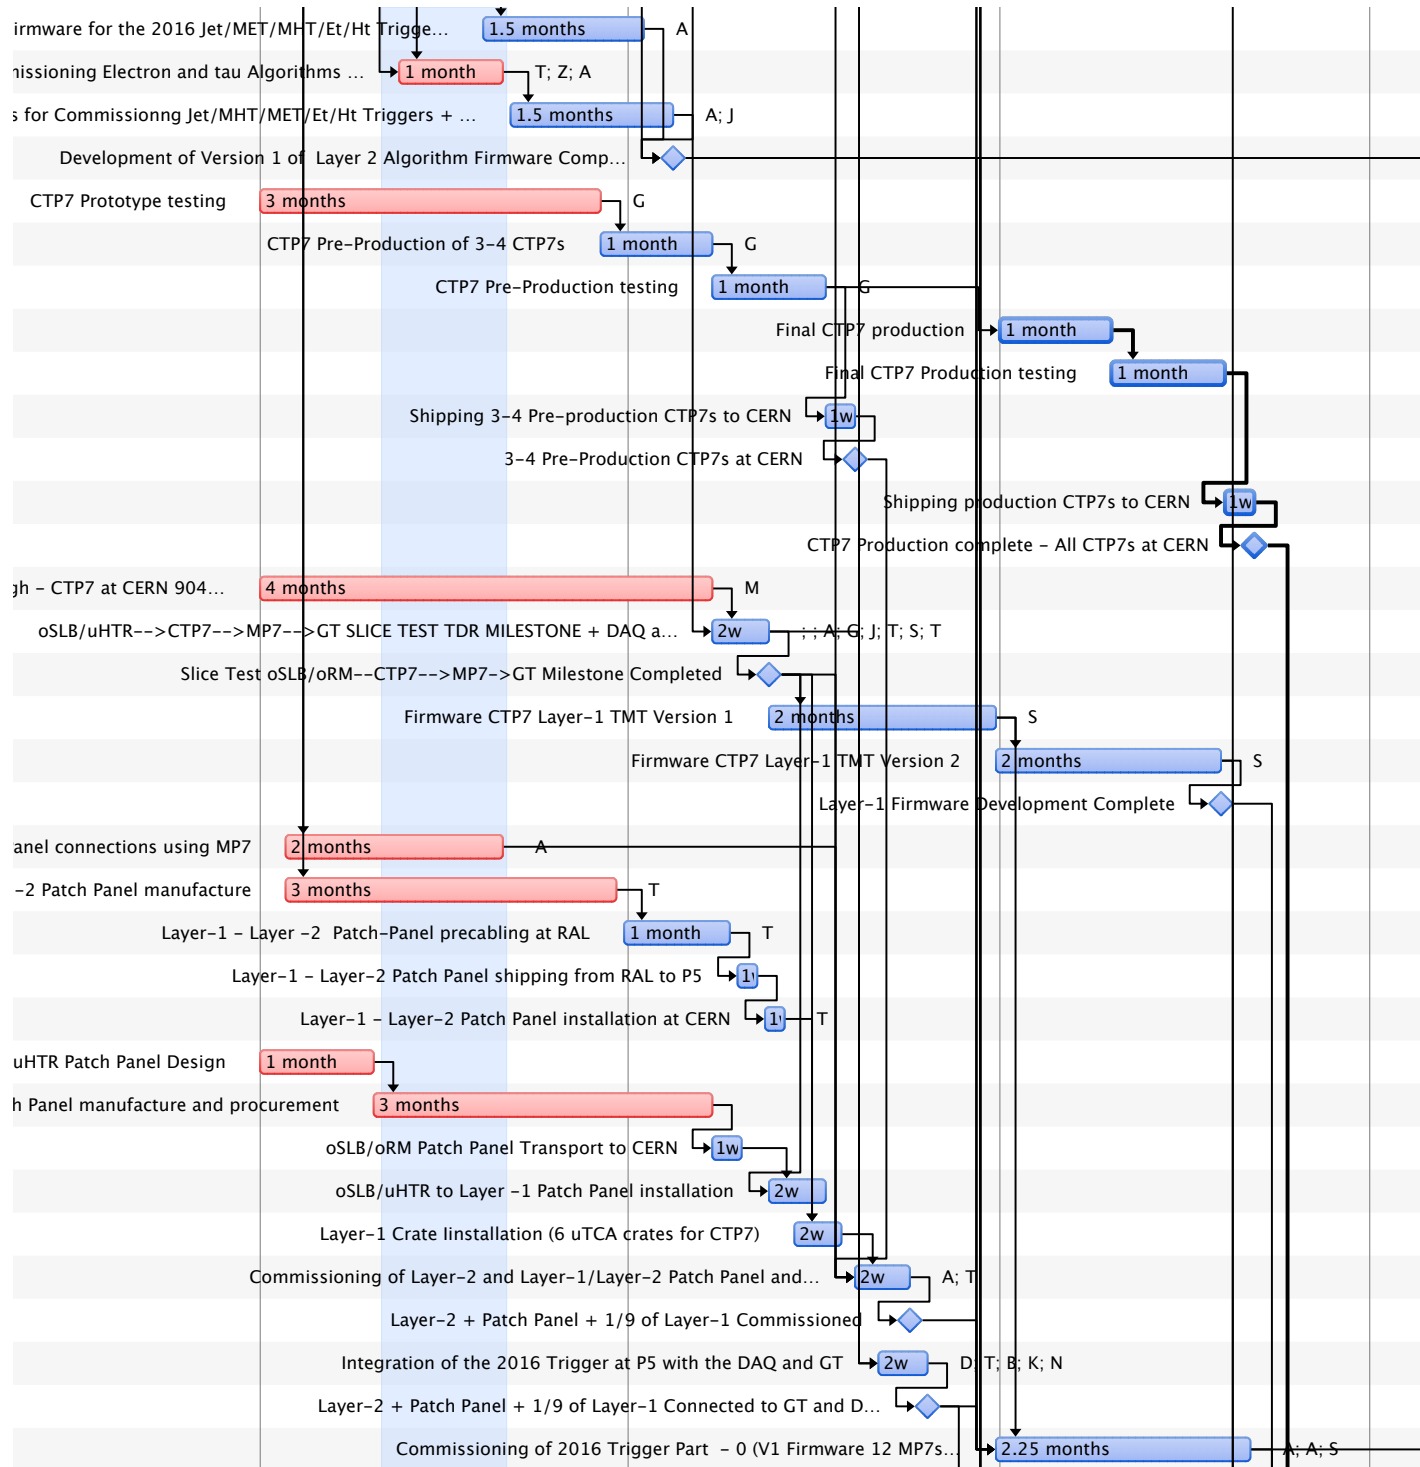 irmware for the 2016 Jet/MET/MHT/Et/Ht Trigge... 1.5 months A
nissioning Electron and tau Algorithms ... 1 month T; Z; A
s for Commissionng Jet/MHT/MET/Et/Ht Triggers + ... 1.5 months A; J
Development of Version 1 of Layer 2 Algorithm Firmware Comp...
CTP7 Prototype testing 3 months G
CTP7 Pre-Production of 3-4 CTP7s 1 month G
CTP7 Pre-Production testing 1 month G
Final CTP7 production 1 month
Final CTP7 Production testing 1 month
Shipping 3-4 Pre-production CTP7s to CERN 1w
3-4 Pre-Production CTP7s at CERN
Shipping production CTP7s to CERN 1w
CTP7 Production complete - All CTP7s at CERN
gh - CTP7 at CERN 904... 4 months M
oSLB/uHTR-->CTP7-->MP7-->GT SLICE TEST TDR MILESTONE + DAQ a... 2w ; ; A; G; J; T; S; T
Slice Test oSLB/oRM--CTP7-->MP7->GT Milestone Completed
Firmware CTP7 Layer-1 TMT Version 1 2 months S
Firmware CTP7 Layer-1 TMT Version 2 2 months S
Layer-1 Firmware Development Complete
anel connections using MP7 2 months A
-2 Patch Panel manufacture 3 months T
Layer-1 - Layer -2 Patch-Panel precabling at RAL 1 month T
Layer-1 - Layer-2 Patch Panel shipping from RAL to P5 1w
Layer-1 - Layer-2 Patch Panel installation at CERN 1w T
uHTR Patch Panel Design 1 month
h Panel manufacture and procurement 3 months
oSLB/oRM Patch Panel Transport to CERN 1w
oSLB/uHTR to Layer -1 Patch Panel installation 2w
Layer-1 Crate Iinstallation (6 uTCA crates for CTP7) 2w
Commissioning of Layer-2 and Layer-1/Layer-2 Patch Panel and... 2w A; T
Layer-2 + Patch Panel + 1/9 of Layer-1 Commissioned
Integration of the 2016 Trigger at P5 with the DAQ and GT 2w D; T; B; K; N
Layer-2 + Patch Panel + 1/9 of Layer-1 Connected to GT and D...
Commissioning of 2016 Trigger Part - 0 (V1 Firmware 12 MP7s... 2.25 months A; A; S